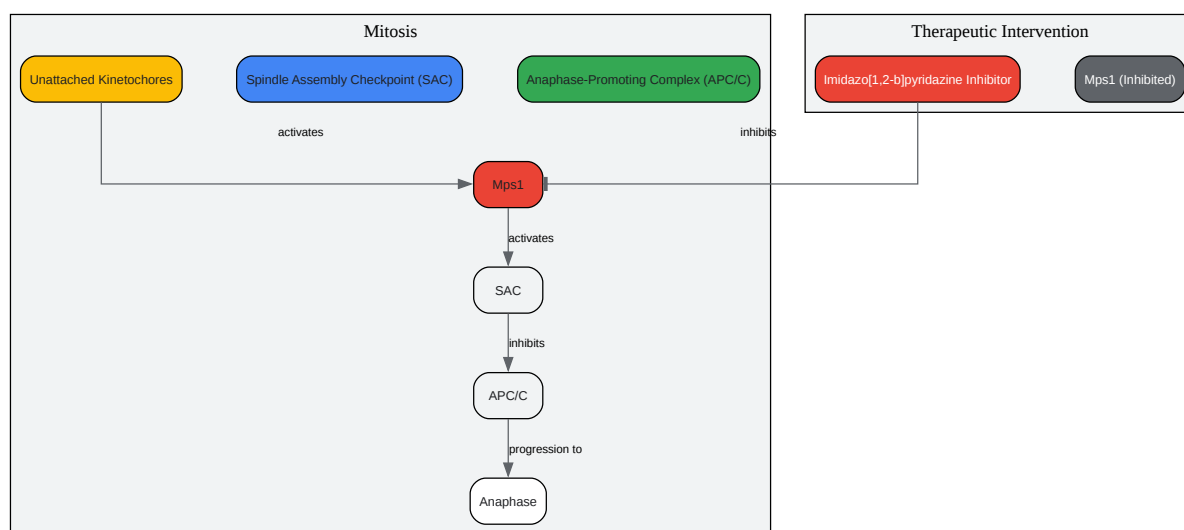 Mitosis
Therapeutic Intervention
Unattached Kinetochores
Spindle Assembly Checkpoint (SAC)
Anaphase-Promoting Complex (APC/C)
Imidazo[1,2-b]pyridazine Inhibitor
Mps1 (Inhibited)
activates
inhibits
Mps1
activates
SAC
inhibits
APC/C
progression to
Anaphase